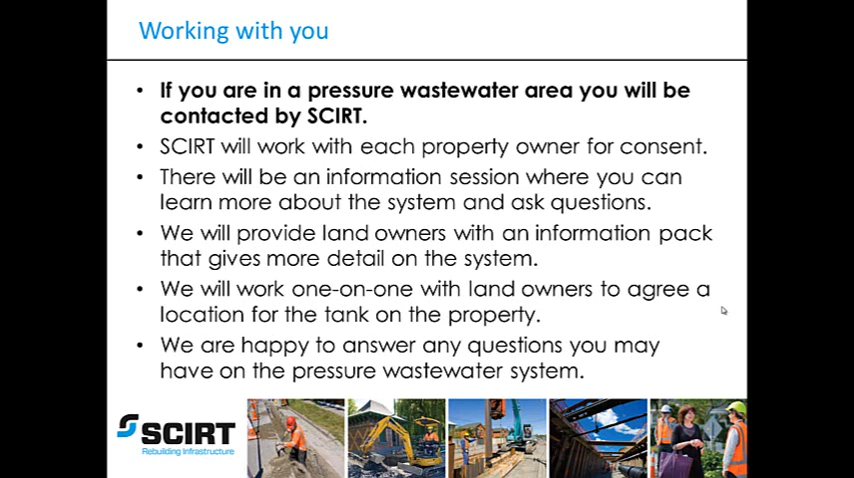 Working with you
• If you are in a pressure wastewater area you will be
contacted by SCIRT.
• SCIRT will work with each property owner for consent.
• There will be an information session where you can
learn more about the system and ask questions.
• We will provide land owners with an information pack
that gives more detail on the system.
• We will work one-on-one with land owners to agree a
location for the tank on the property.
• We are happy to answer any questions you may
have on the pressure wastewater system.
SCIRT
Rebuilding Infrastructure